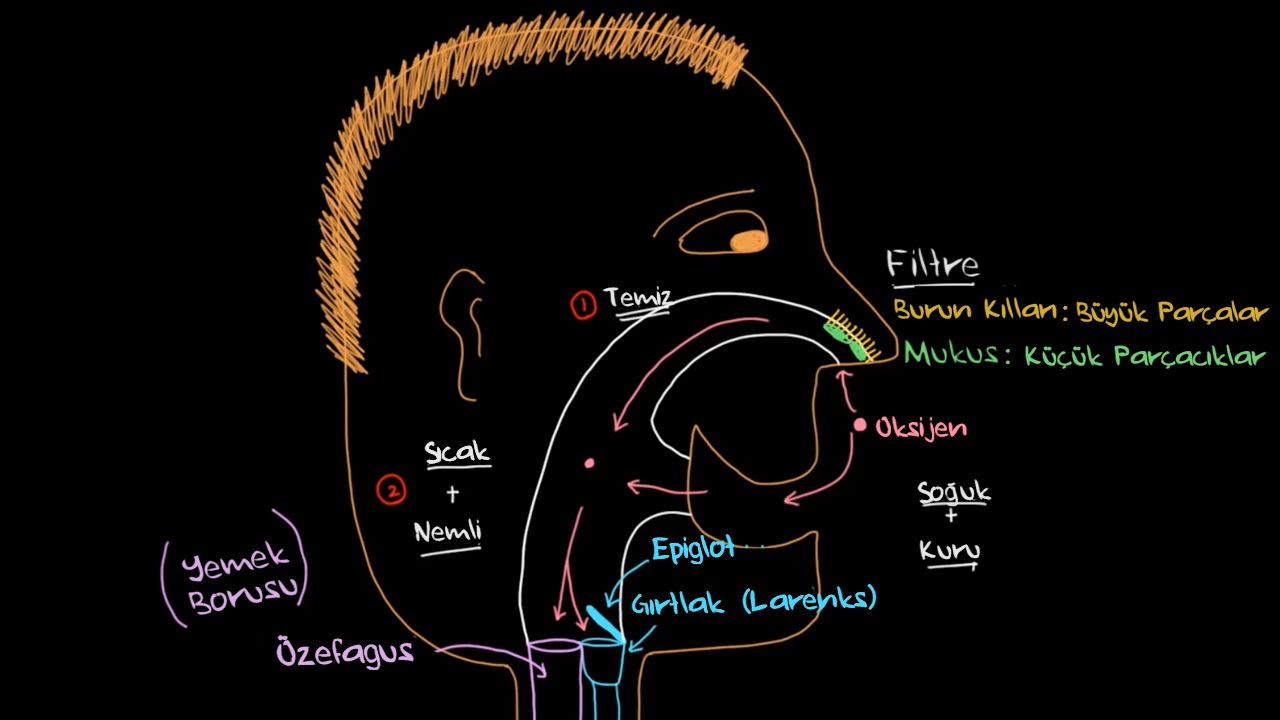 Filtre
Burun Kılları: Büyük Parçalar
Mukus: Küçük Parçacıklar
① Temiz
Oksijen
② Sıcak
+
Nemli
Soğuk
+
Kuru
(Yemek
Borusu)
Epiglot...
Gırtlak (Larenks)
Üzefagus